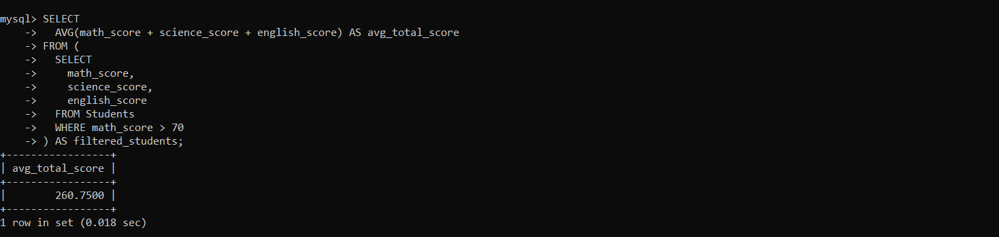 mysql> SELECT
    ->   AVG(math_score + science_score + english_score) AS avg_total_score
    -> FROM (
    ->   SELECT
    ->     math_score,
    ->     science_score,
    ->     english_score
    ->   FROM Students
    ->   WHERE math_score > 70
    -> ) AS filtered_students;
+-----------------+
| avg_total_score |
+-----------------+
|        260.7500 |
+-----------------+
1 row in set (0.018 sec)